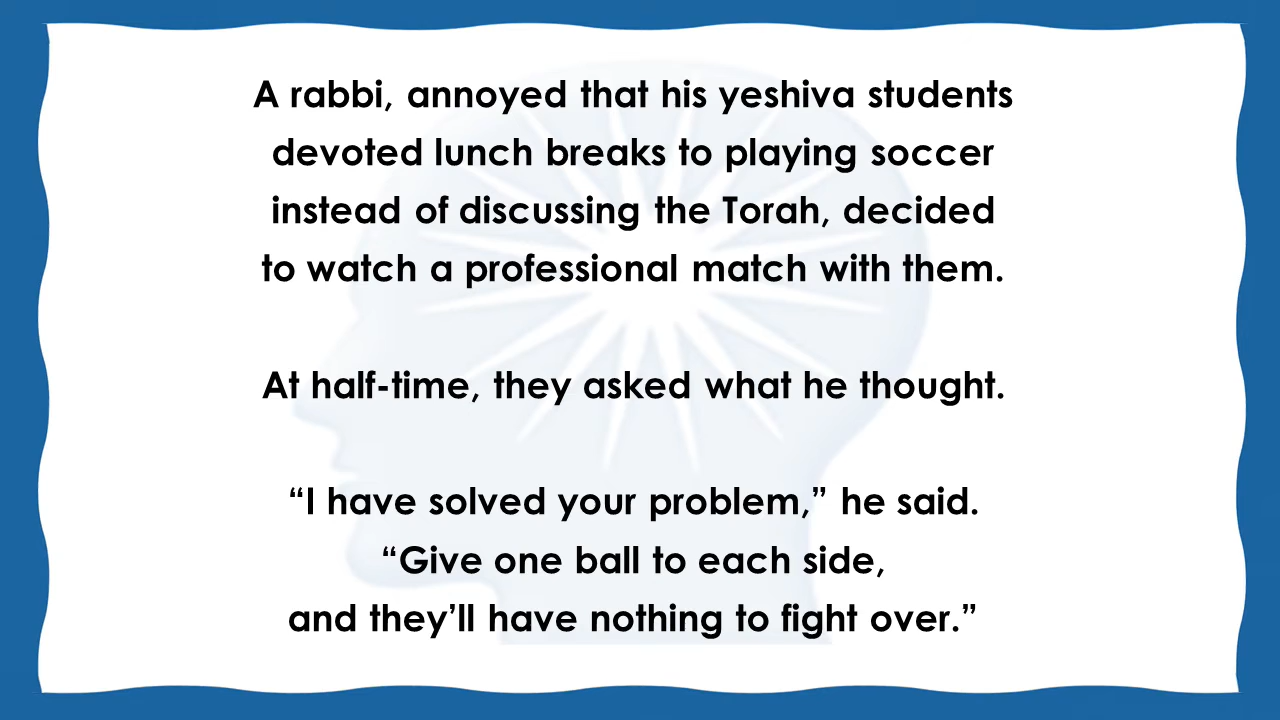 A rabbi, annoyed that his yeshiva students
devoted lunch breaks to playing soccer
instead of discussing the Torah, decided
to watch a professional match with them.
At half-time, they asked what he thought.
“I have solved your problem,” he said.
“Give one ball to each side,
and they’ll have nothing to fight over.”